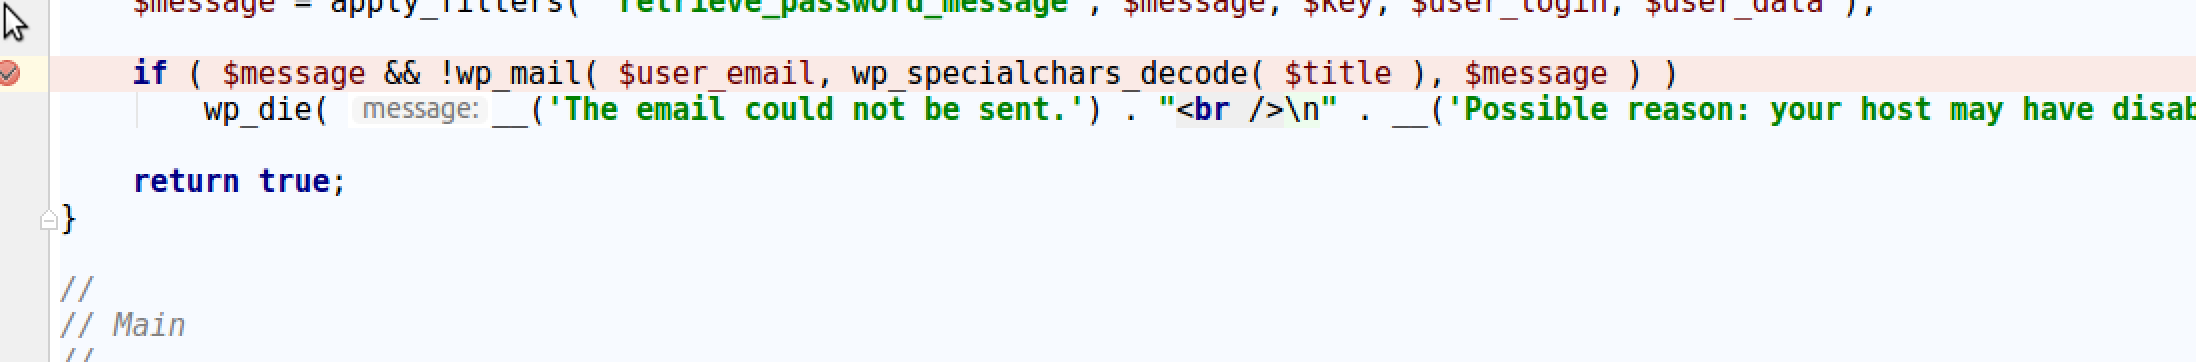 $message = apply_filters( 'retrieve_password_message', $message, $key, $user_login, $user_data );
if ( $message && !wp_mail( $user_email, wp_specialchars_decode( $title ), $message ) )
wp_die( message: __('The email could not be sent.') . "<br />\n" . __('Possible reason: your host may have disab
return true;
}
//
// Main
//